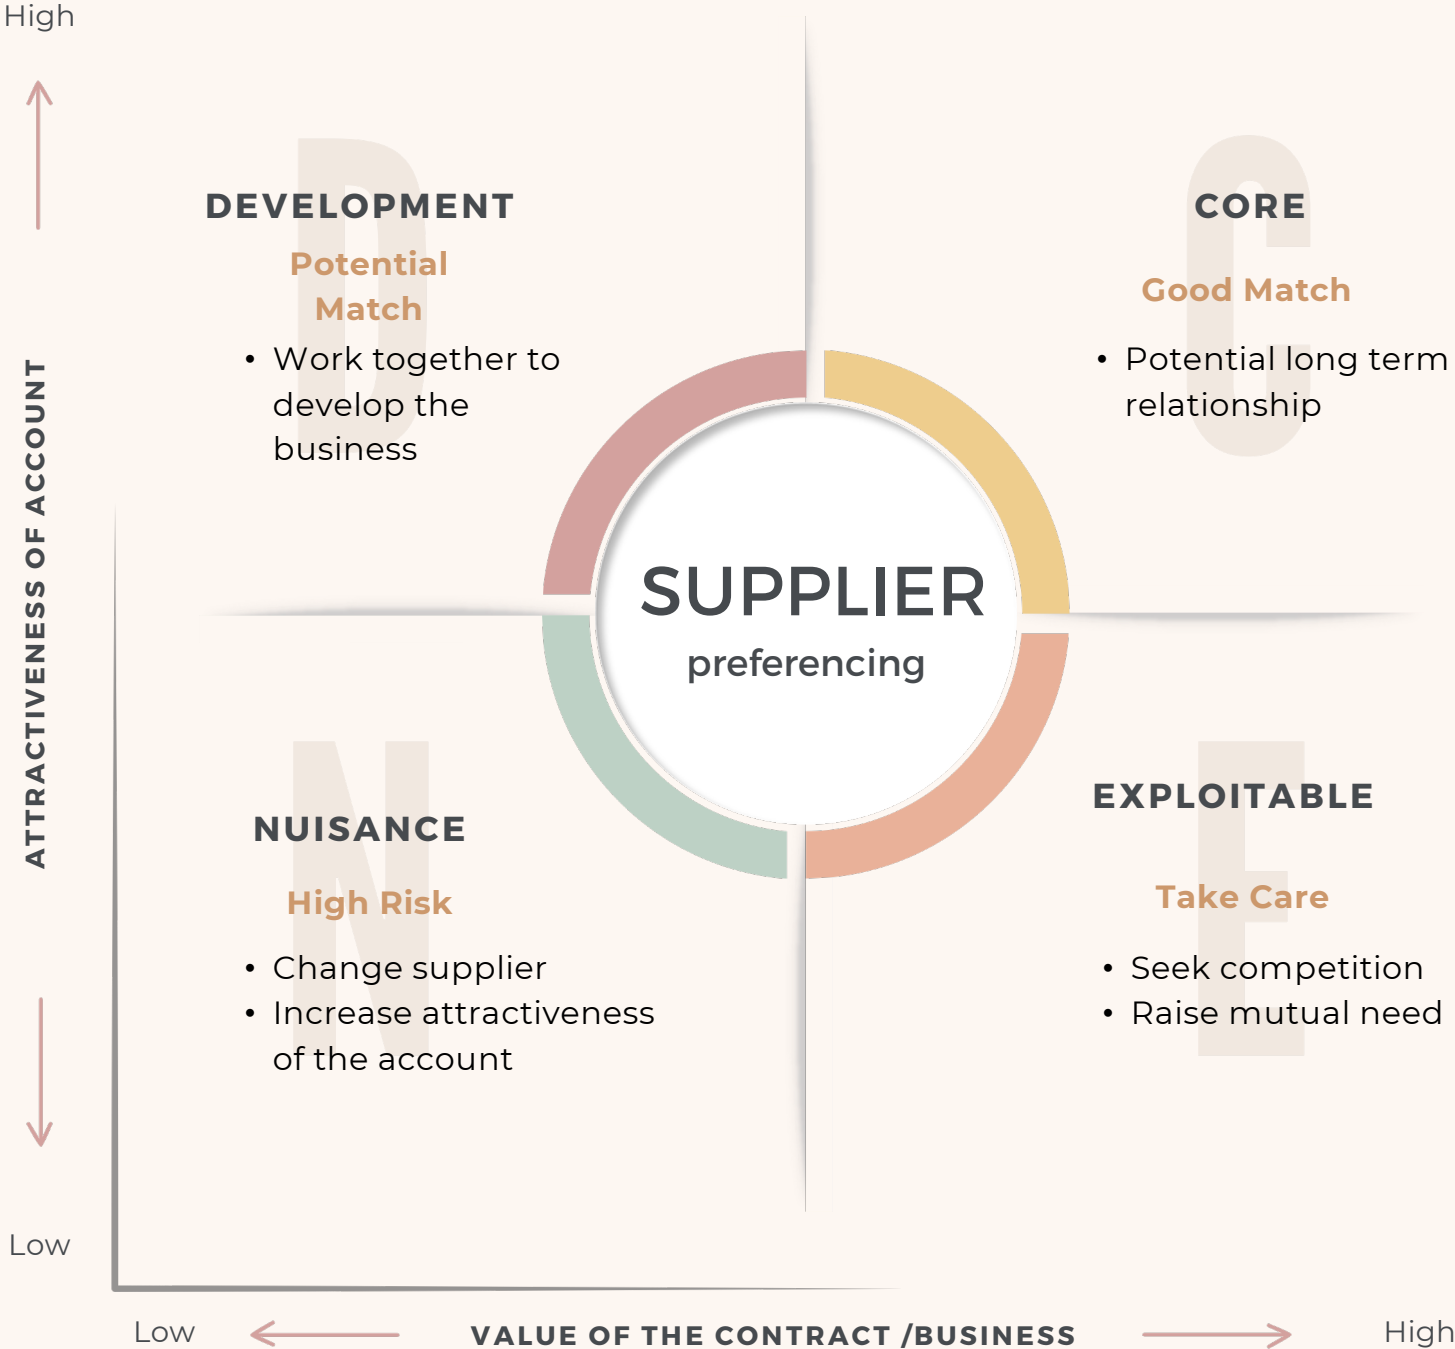 High
D
DEVELOPMENT
Potential
Match
• Work together to
develop the
business
C
CORE
Good Match
• Potential long term
relationship
ATTRACTIVENESS OF ACCOUNT
SUPPLIER
preferencing
N
NUISANCE
High Risk
• Change supplier
• Increase attractiveness
of the account
E
EXPLOITABLE
Take Care
• Seek competition
• Raise mutual need
Low
Low
VALUE OF THE CONTRACT /BUSINESS
High